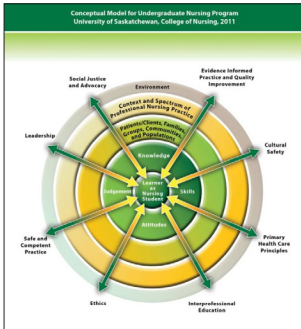 Conceptual Model for Undergraduate Nursing Program
University of Saskatchewan, College of Nursing, 2011
Social Justice
and Advocacy
Evidence Informed
Practice and Quality
Improvement
Environment
Context and Spectrum of
Professional Nursing Practice
Patients/Clients, Families,
Groups, Communities,
and Populations
Leadership
Cultural
Safety
Knowledge
Judgement
Learner
as
Nursing
Student
Skills
Attitudes
Safe and
Competent
Practice
Primary
Health Care
Principles
Ethics
Interprofessional
Education